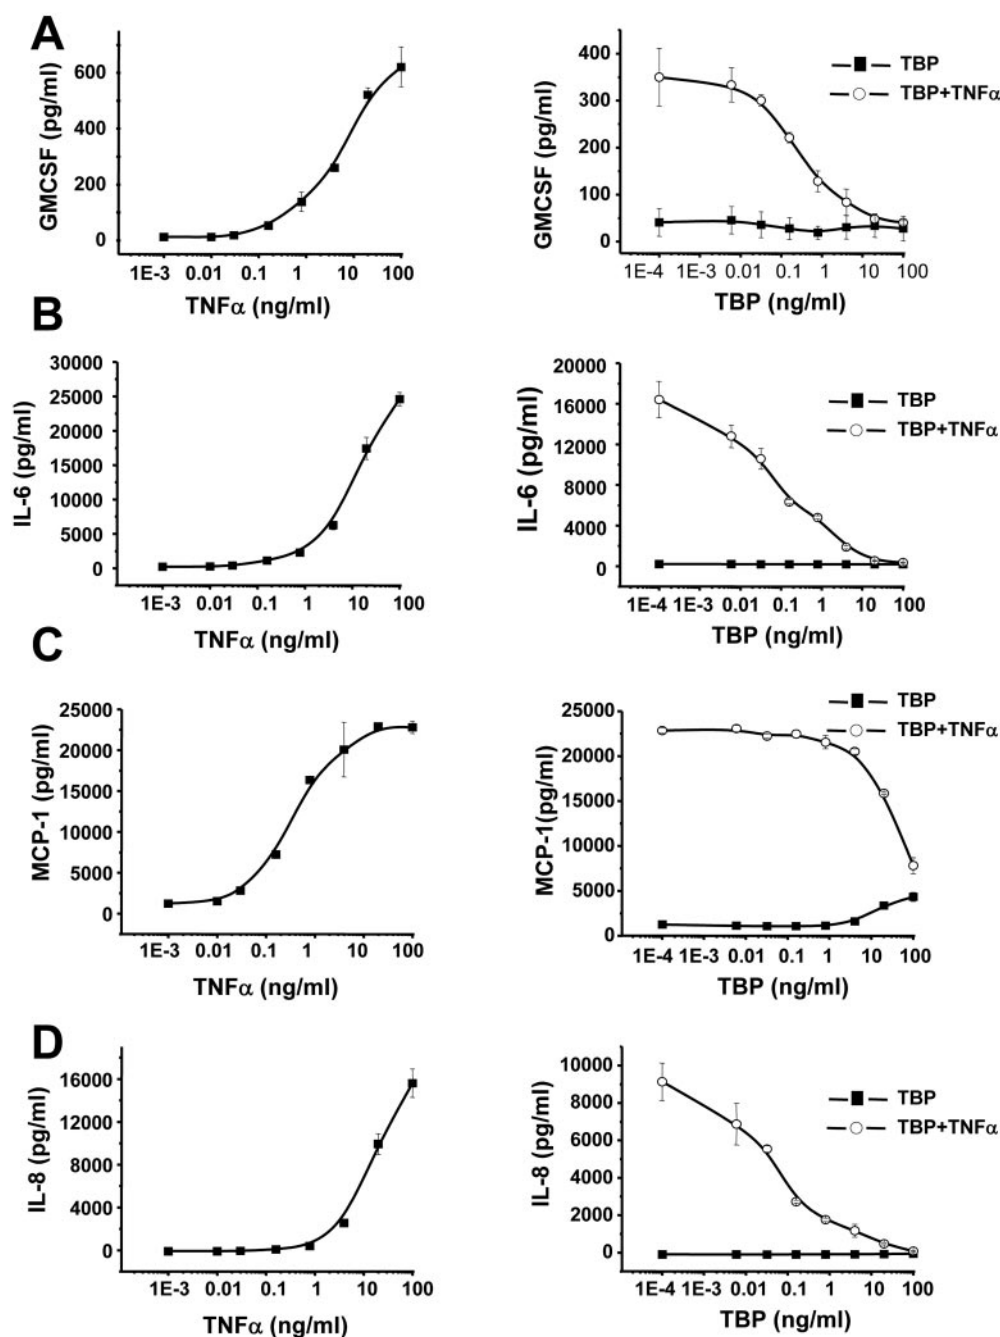 A
GMCSF (pg/ml)
600
400
200
0
1E-3 0.01 0.1 1 10 100
TNFα (ng/ml)
GMCSF (pg/ml)
400
300
200
100
0
1E-4 1E-3 0.01 0.1 1 10 100
TBP (ng/ml)
TBP
TBP+TNFα
B
IL-6 (pg/ml)
30000
25000
20000
15000
10000
5000
0
1E-3 0.01 0.1 1 10 100
TNFα (ng/ml)
IL-6 (pg/ml)
20000
16000
12000
8000
4000
0
1E-4 1E-3 0.01 0.1 1 10 100
TBP (ng/ml)
TBP
TBP+TNFα
C
MCP-1 (pg/ml)
25000
20000
15000
10000
5000
0
1E-3 0.01 0.1 1 10 100
TNFα (ng/ml)
MCP-1(pg/ml)
25000
20000
15000
10000
5000
0
1E-4 1E-3 0.01 0.1 1 10 100
TBP (ng/ml)
TBP
TBP+TNFα
D
IL-8 (pg/ml)
16000
12000
8000
4000
0
1E-3 0.01 0.1 1 10 100
TNFα (ng/ml)
IL-8 (pg/ml)
10000
8000
6000
4000
2000
0
1E-4 1E-3 0.01 0.1 1 10 100
TBP (ng/ml)
TBP
TBP+TNFα